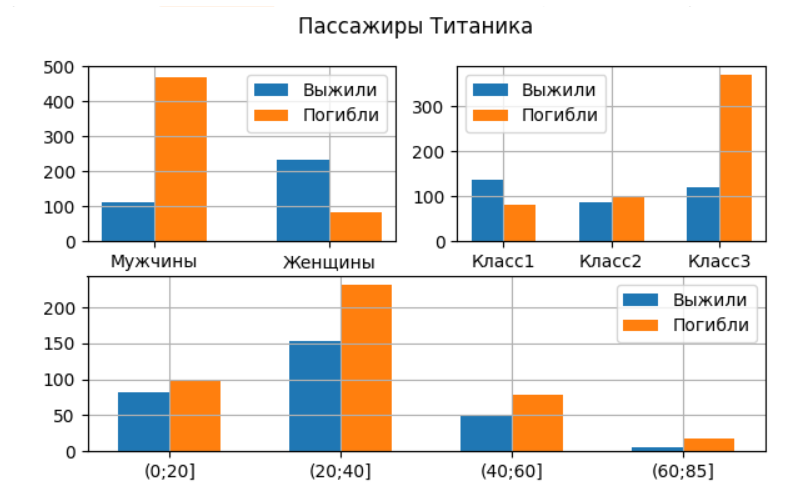 Пассажиры Титаника
500
400
300
200
100
0
Выжили
Погибли
Мужчины Женщины
300
200
100
0
Выжили
Погибли
Класс1 Класс2 Класс3
200
150
100
50
0
Выжили
Погибли
(0;20] (20;40] (40;60] (60;85]